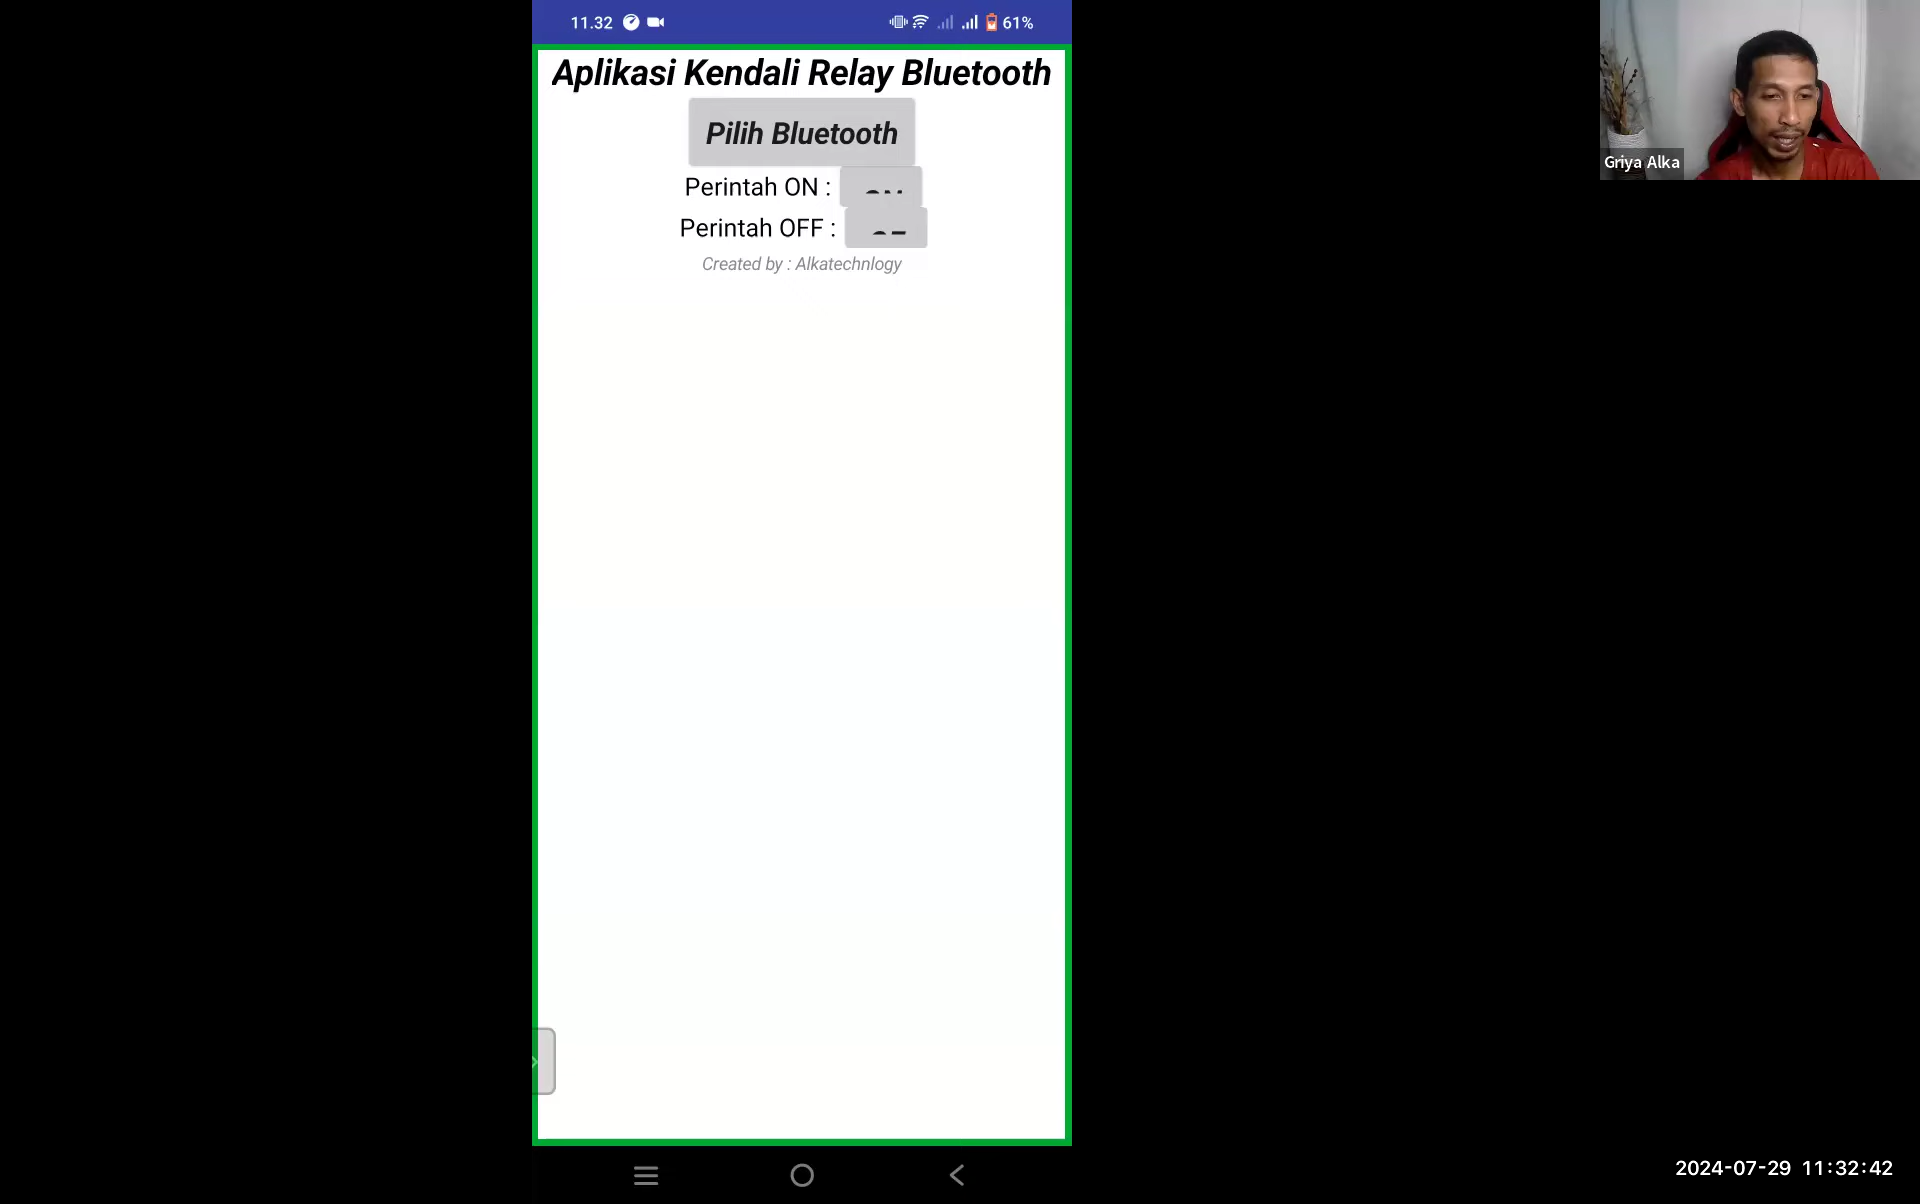 11.32 61%
Aplikasi Kendali Relay Bluetooth
Pilih Bluetooth
Perintah ON :
Perintah OFF :
Created by : Alkatechnlogy
Griya Alka
2024-07-29 11:32:42